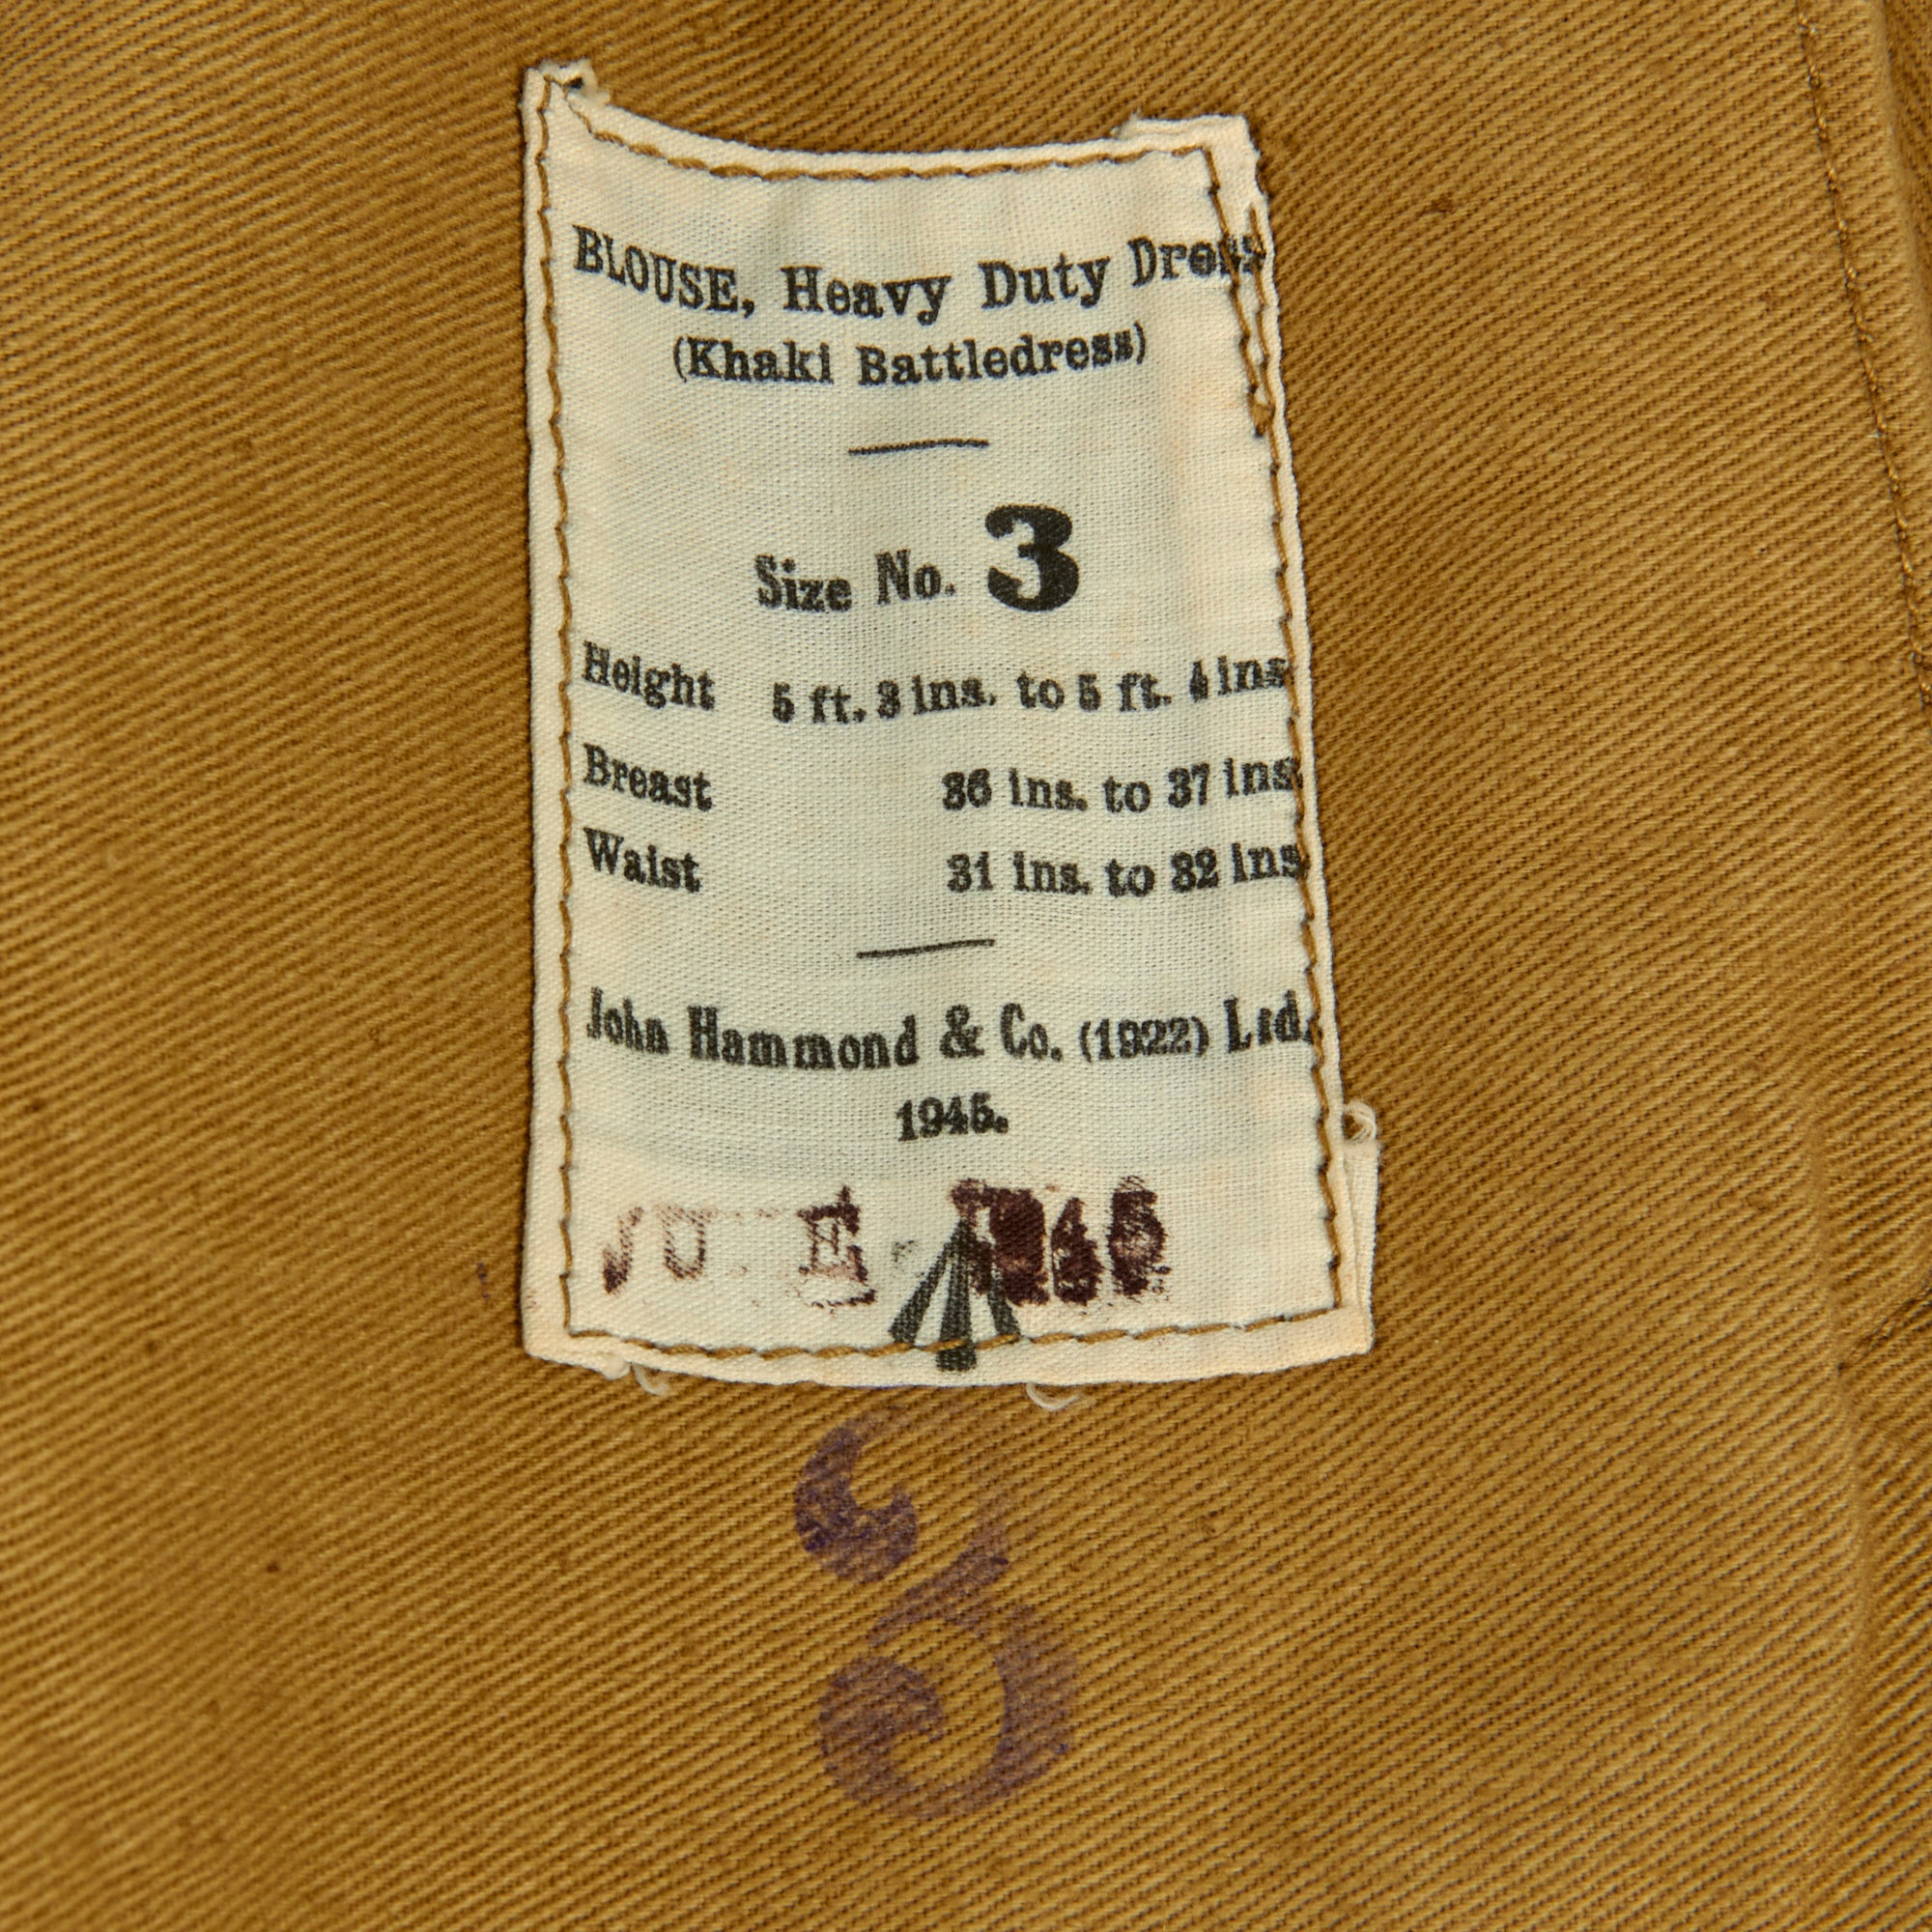 BLOUSE, Heavy Duty Dress
(Khaki Battledress)
Size No. 3
Height 5 ft. 3 ins. to 5 ft. 4 ins
Breast 36 ins. to 37 ins.
Waist 31 ins. to 32 ins
John Hammond & Co. (1922) Ltd.
1945.
3